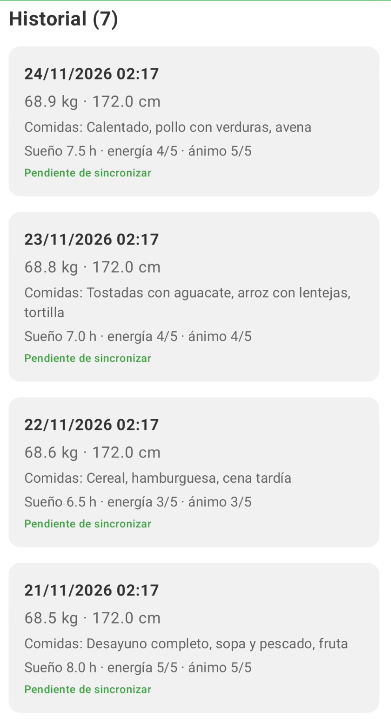 Historial (7)
24/11/2026 02:17
68.9 kg · 172.0 cm
Comidas: Calentado, pollo con verduras, avena
Sueño 7.5 h · energía 4/5 · ánimo 5/5
Pendiente de sincronizar
23/11/2026 02:17
68.8 kg · 172.0 cm
Comidas: Tostadas con aguacate, arroz con lentejas,
tortilla
Sueño 7.0 h · energía 4/5 · ánimo 4/5
Pendiente de sincronizar
22/11/2026 02:17
68.6 kg · 172.0 cm
Comidas: Cereal, hamburguesa, cena tardía
Sueño 6.5 h · energía 3/5 · ánimo 3/5
Pendiente de sincronizar
21/11/2026 02:17
68.5 kg · 172.0 cm
Comidas: Desayuno completo, sopa y pescado, fruta
Sueño 8.0 h · energía 5/5 · ánimo 5/5
Pendiente de sincronizar